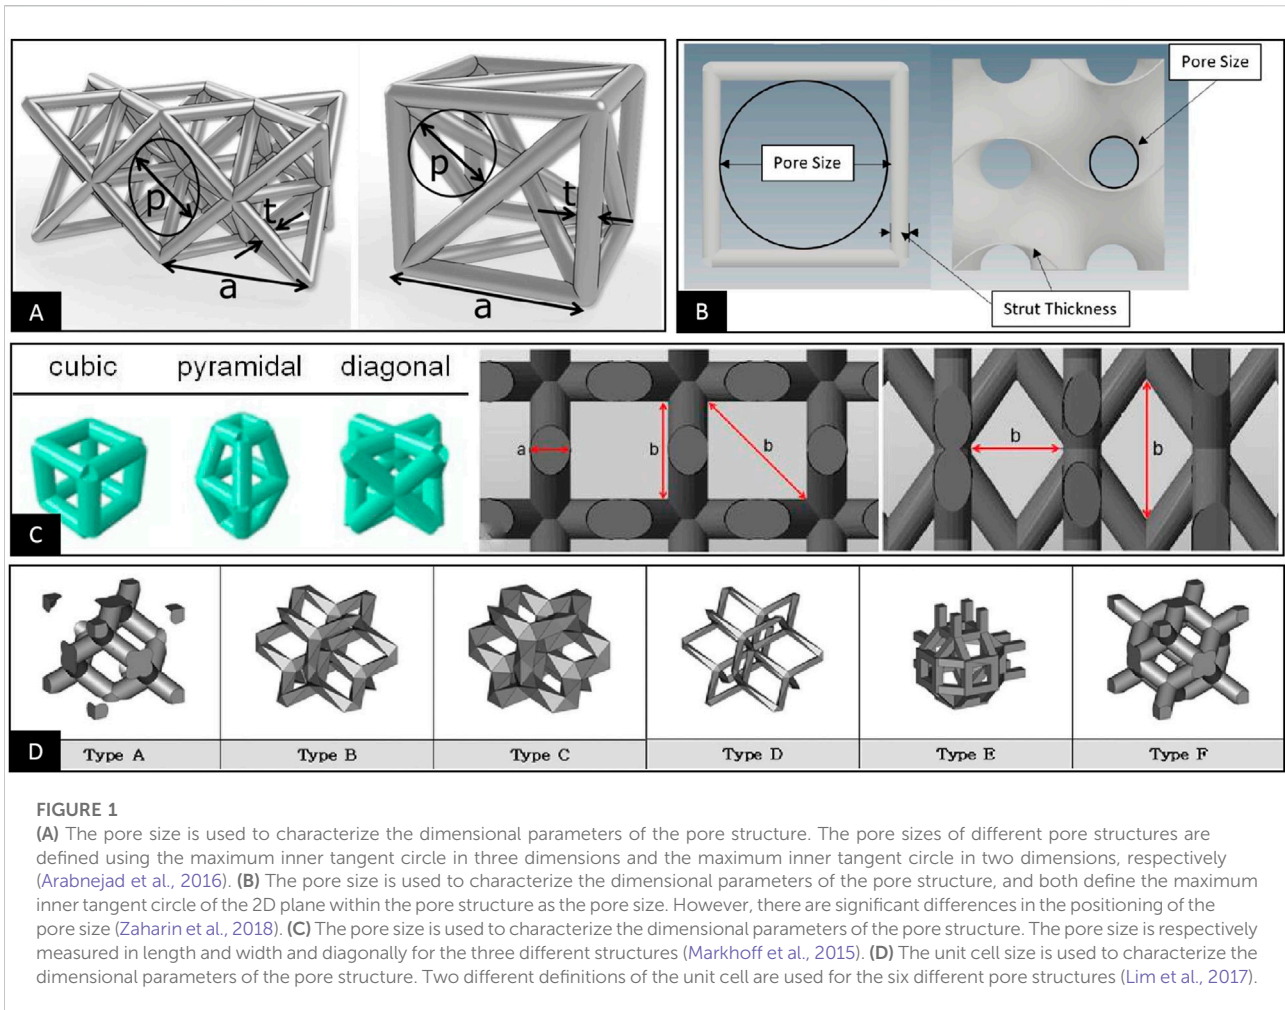 p
t
a
A
p
t
a
Pore Size
Pore Size
Strut Thickness
B
cubic pyramidal diagonal
C
a
b
b
b
b
D
Type A Type B Type C Type D Type E Type F
FIGURE 1
(A) The pore size is used to characterize the dimensional parameters of the pore structure. The pore sizes of different pore structures are
defined using the maximum inner tangent circle in three dimensions and the maximum inner tangent circle in two dimensions, respectively
(Arabnejad et al., 2016). (B) The pore size is used to characterize the dimensional parameters of the pore structure, and both define the maximum
inner tangent circle of the 2D plane within the pore structure as the pore size. However, there are significant differences in the positioning of the
pore size (Zaharin et al., 2018). (C) The pore size is used to characterize the dimensional parameters of the pore structure. The pore size is respectively
measured in length and width and diagonally for the three different structures (Markhoff et al., 2015). (D) The unit cell size is used to characterize the
dimensional parameters of the pore structure. Two different definitions of the unit cell are used for the six different pore structures (Lim et al., 2017).